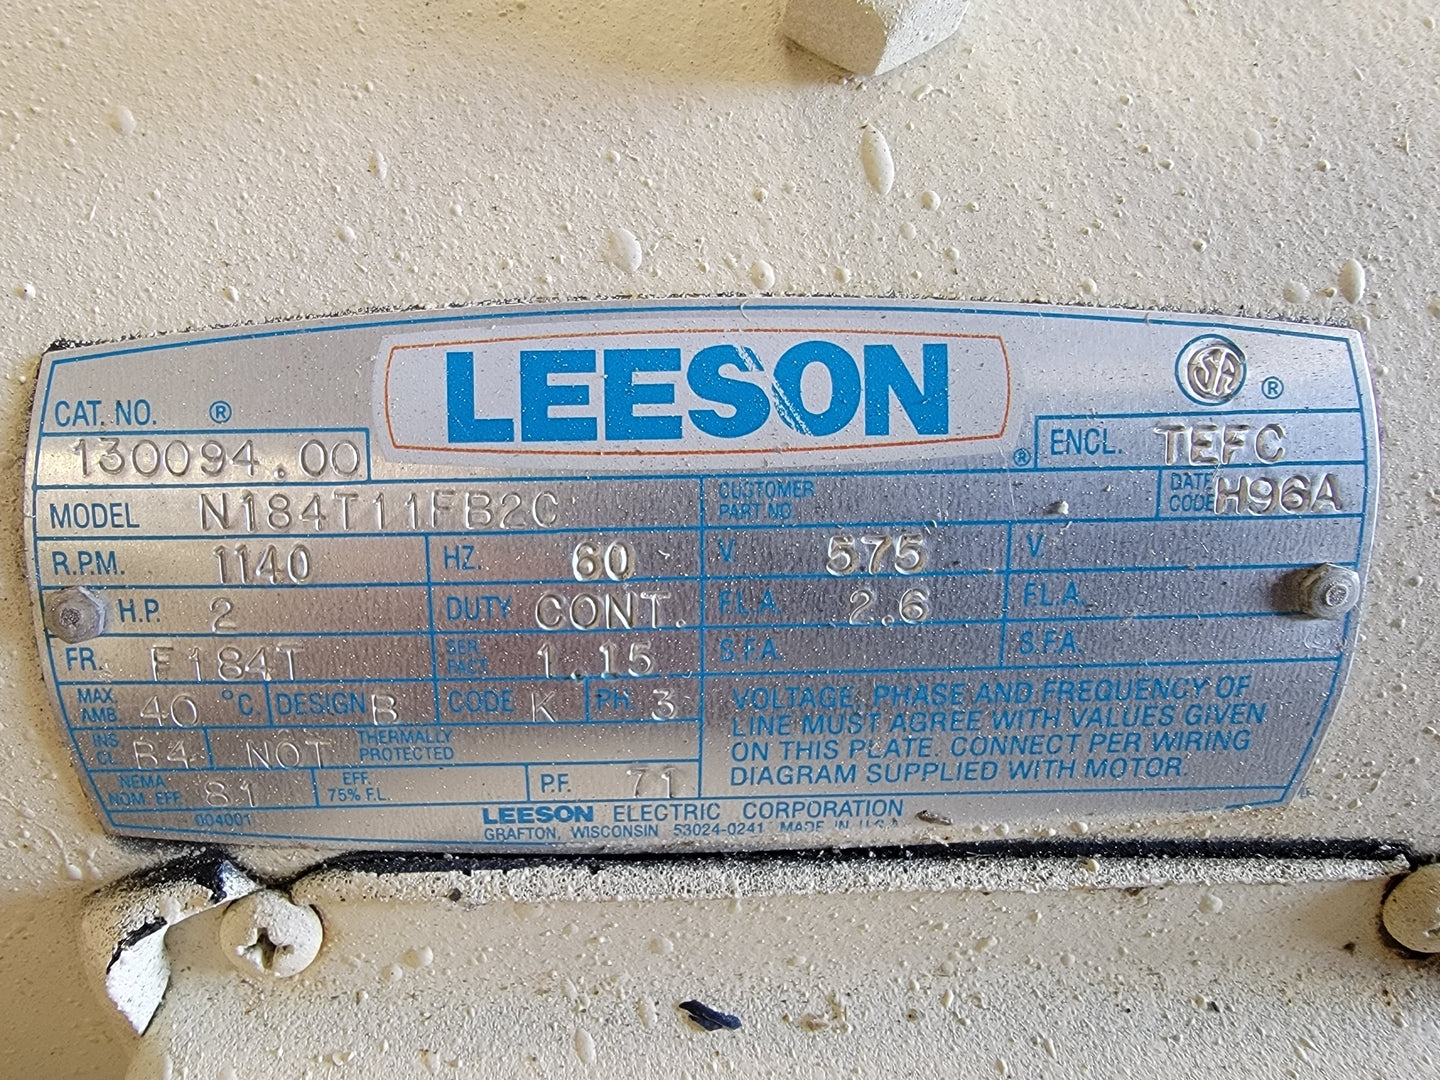 LEESON
CAT. NO. ®
130094.00
® ENCL. TEFC
®
MODEL N184T11FB2C CUSTOMER PART NO DATE CODE H96A
R.P.M. 1140 HZ. 60 V 575 V
H.P. 2 DUTY CONT. F.L.A. 2.6 F.L.A.
FR. F184T SER. FACT. 1.15 S.F.A. S.F.A.
MAX. AMB. 40 °C DESIGN B CODE K PH. 3
INS. CL. B4 NOT THERMALLY PROTECTED
NEMA NOM. EFF. 81 EFF. 75% F.L. P.F. 71
VOLTAGE, PHASE AND FREQUENCY OF
LINE MUST AGREE WITH VALUES GIVEN
ON THIS PLATE. CONNECT PER WIRING
DIAGRAM SUPPLIED WITH MOTOR.
004001
LEESON ELECTRIC CORPORATION
GRAFTON, WISCONSIN 53024-0241 MADE IN U.S.A.